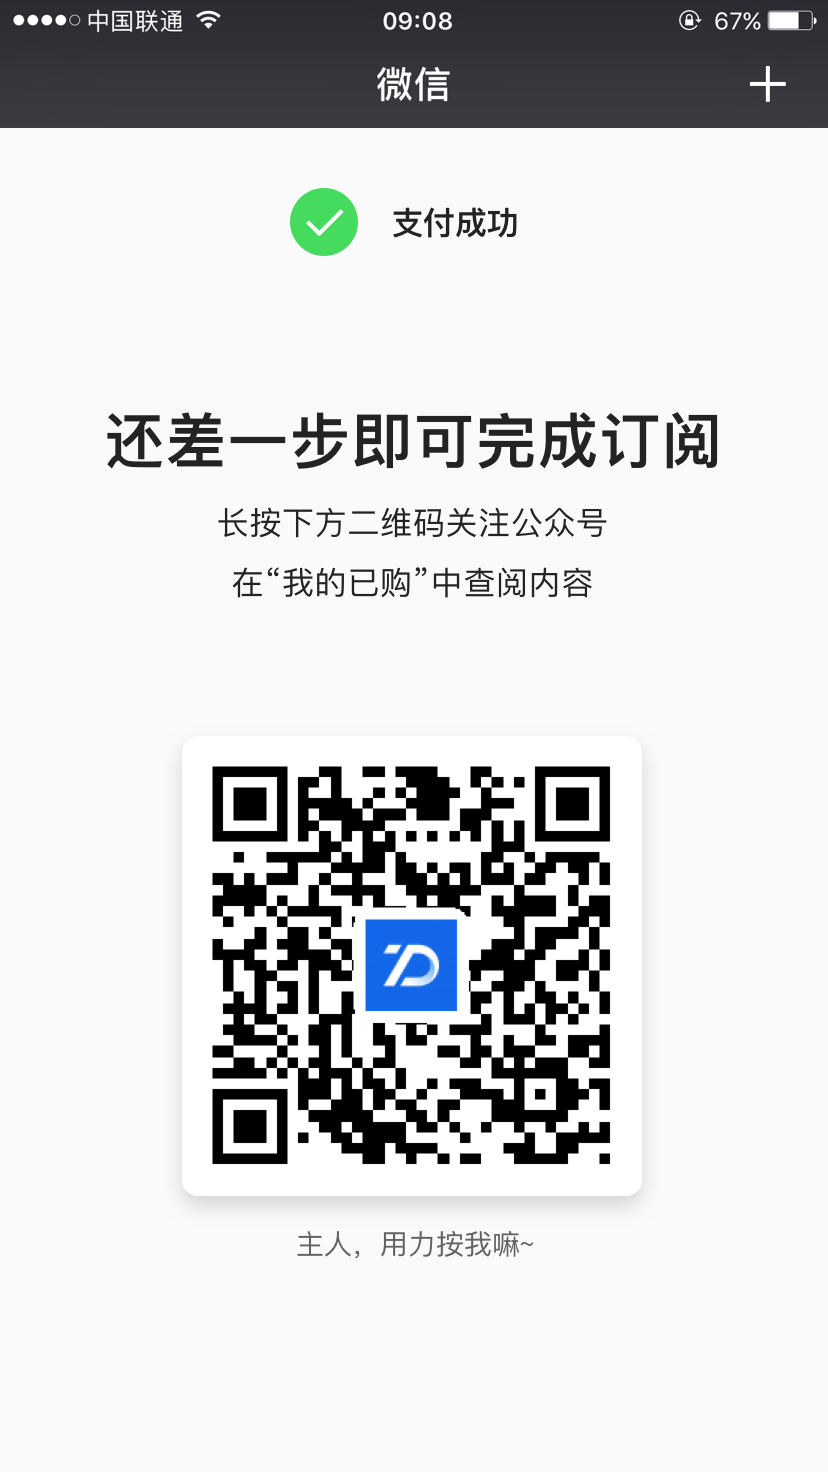 中国联通
09:08
67%
微信
支付成功
还差一步即可完成订阅
长按下方二维码关注公众号
在“我的已购”中查阅内容
主人，用力按我嘛~